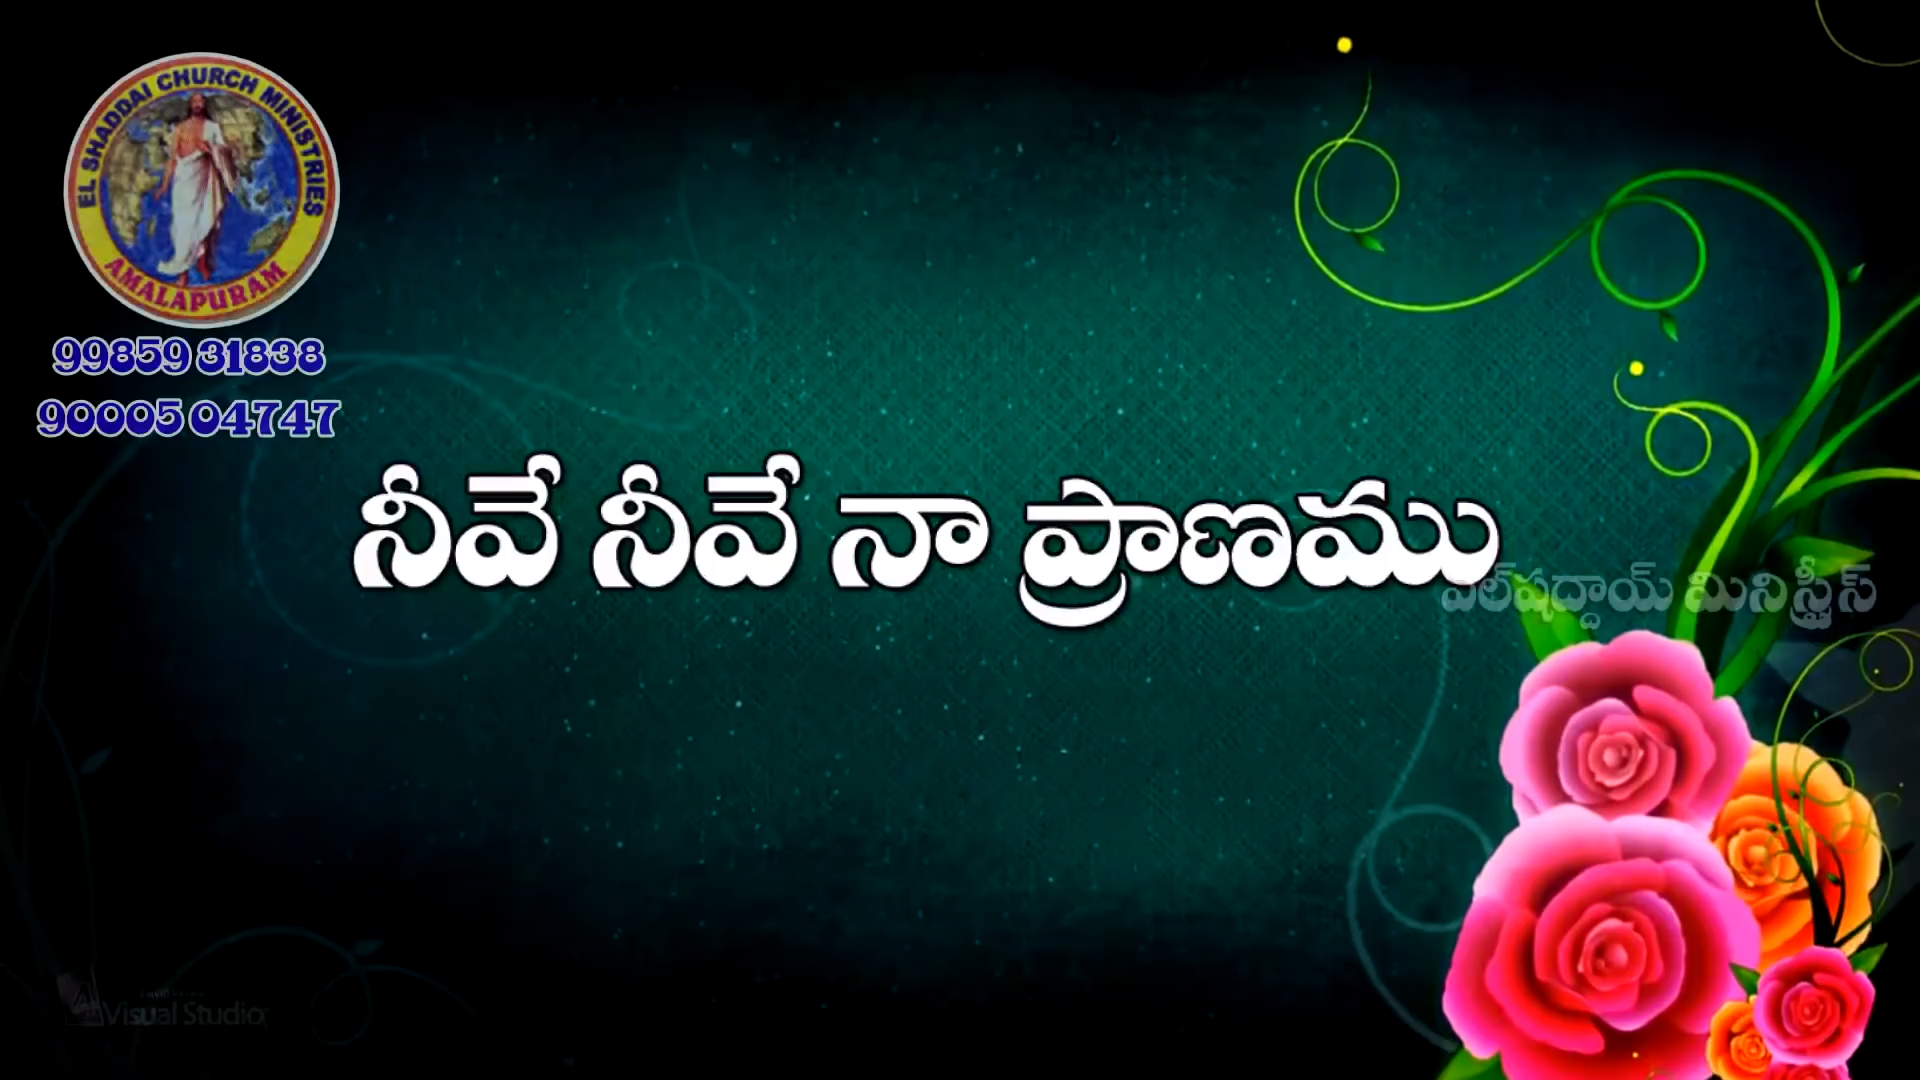 EL SHADDAI CHURCH MINISTRIES
AMALAPURAM
99859 31838
90005 04747
నీవే నీవే నా ప్రాణము
ఎల్‌షద్దాయ్ మినిస్ట్రీస్
Visual Studio